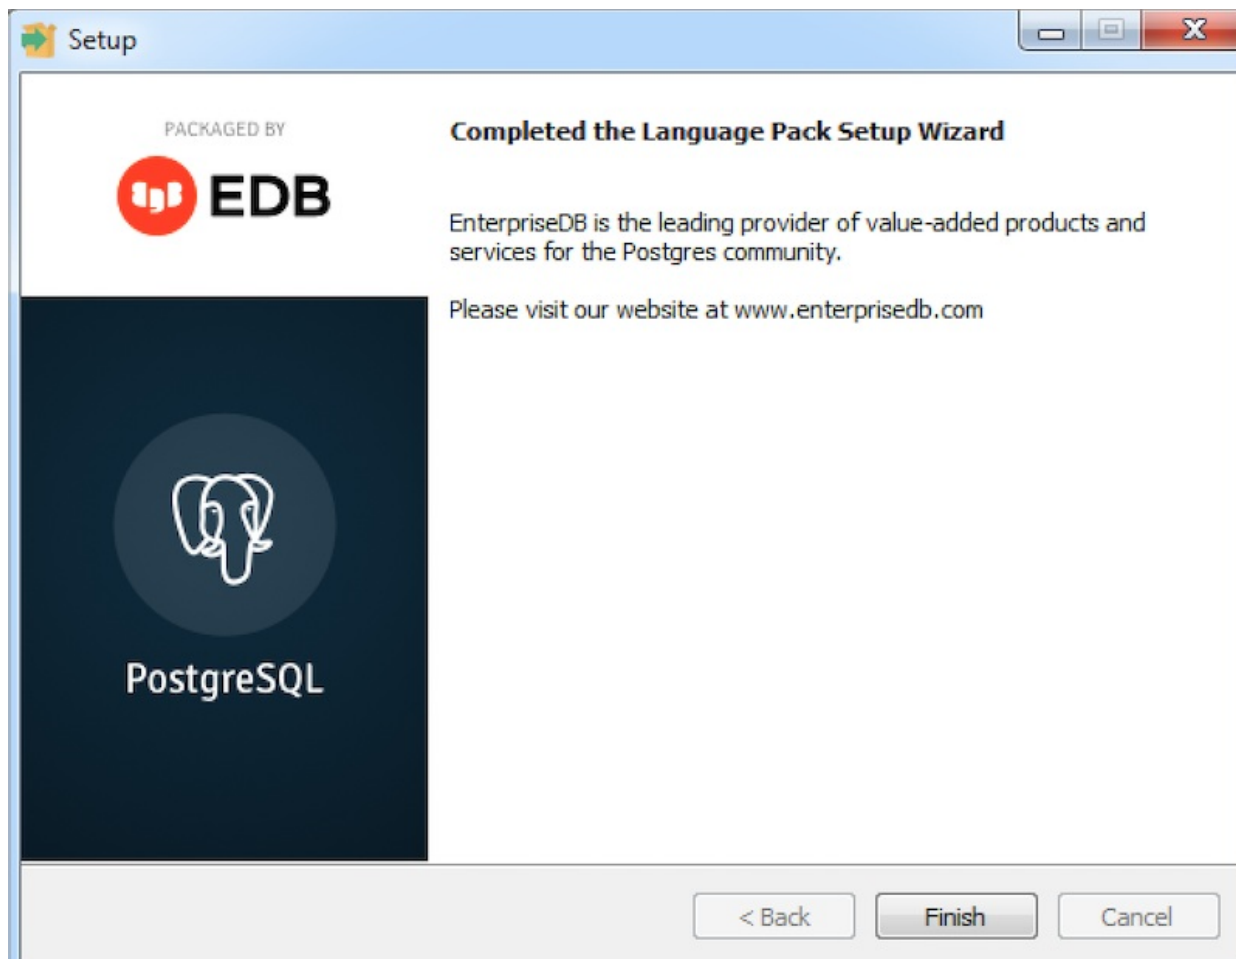 Setup
PACKAGED BY
EDB
Completed the Language Pack Setup Wizard
EnterpriseDB is the leading provider of value-added products and
services for the Postgres community.
Please visit our website at www.enterprisedb.com
PostgreSQL
< Back
Finish
Cancel